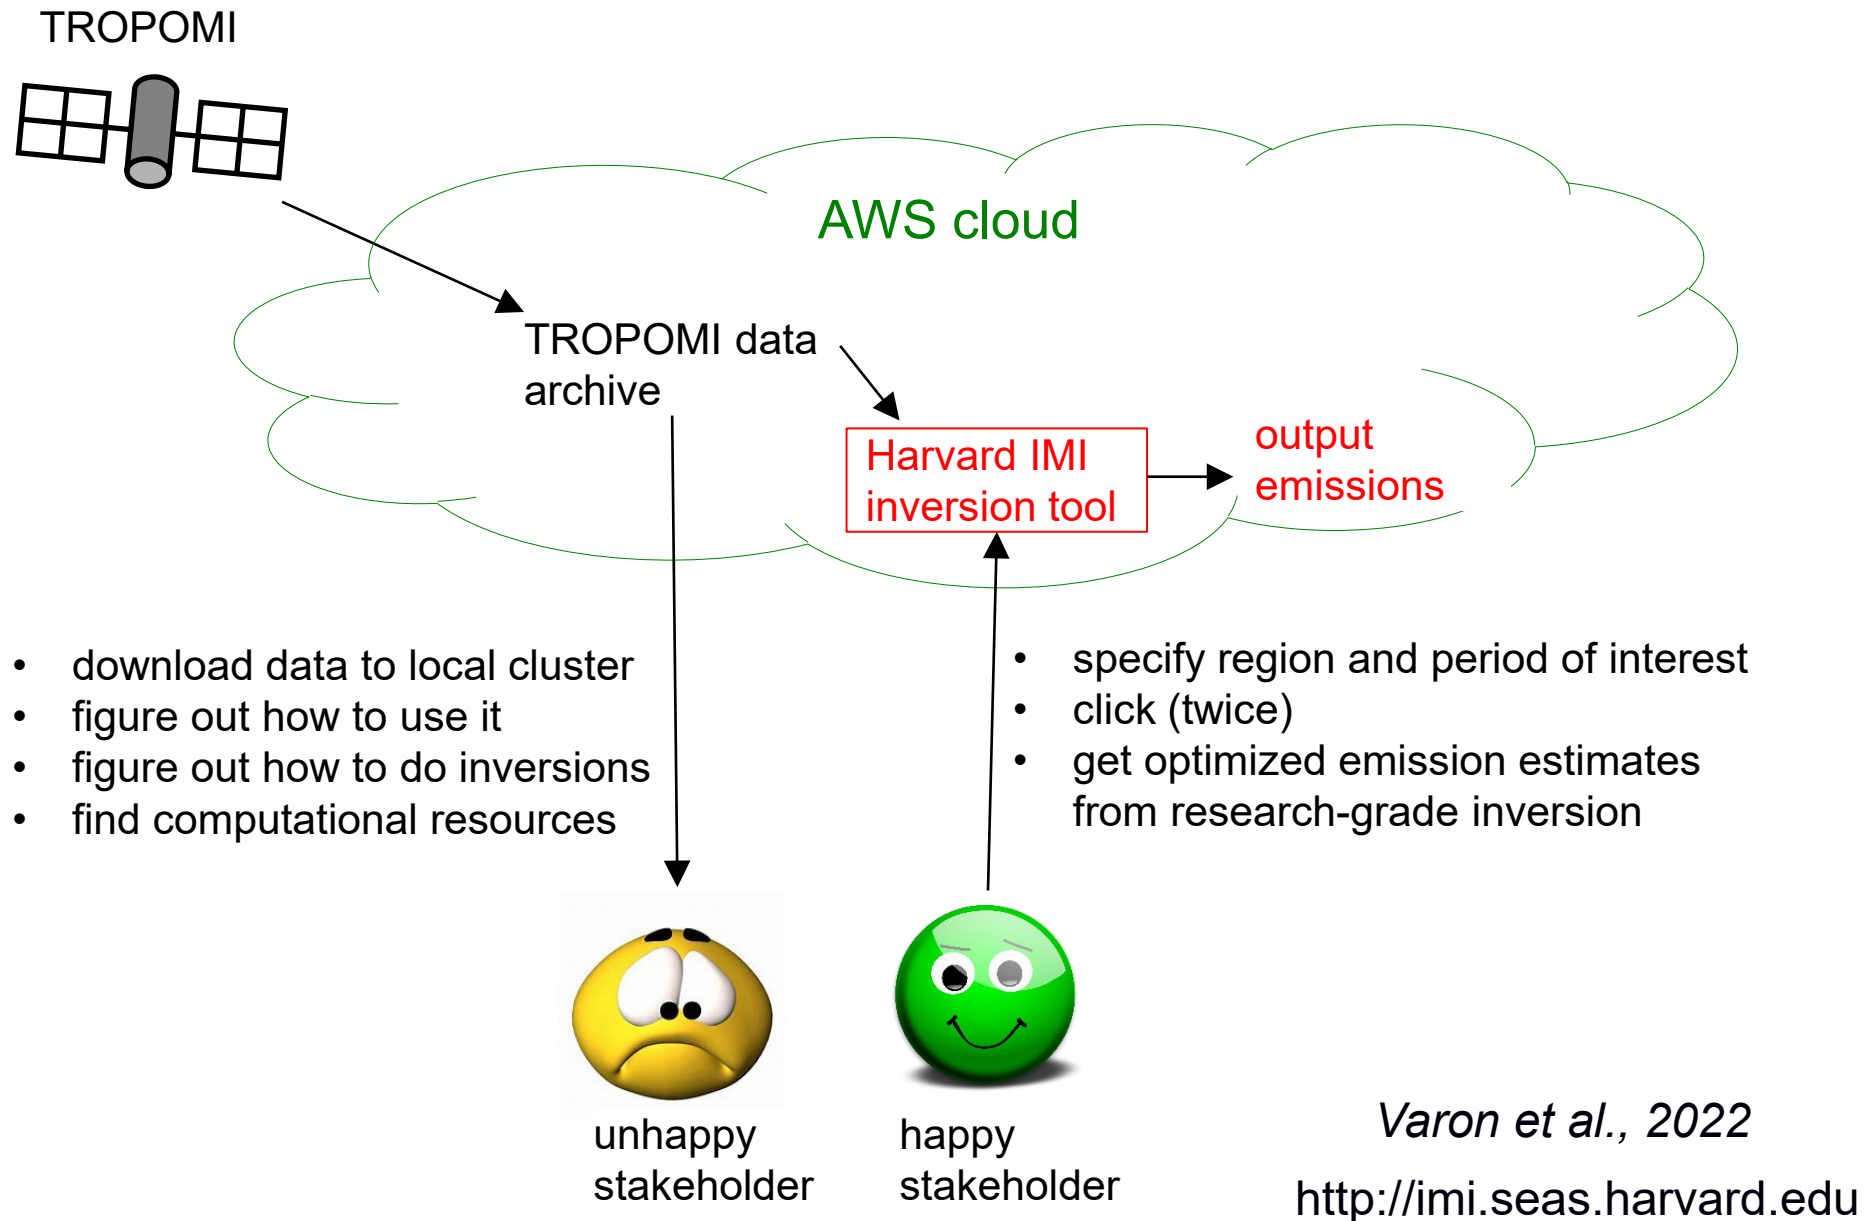 TROPOMI
AWS cloud
TROPOMI data
archive
Harvard IMI
inversion tool
output
emissions
• download data to local cluster
• figure out how to use it
• figure out how to do inversions
• find computational resources
• specify region and period of interest
• click (twice)
• get optimized emission estimates
from research-grade inversion
unhappy
stakeholder
happy
stakeholder
Varon et al., 2022
http://imi.seas.harvard.edu